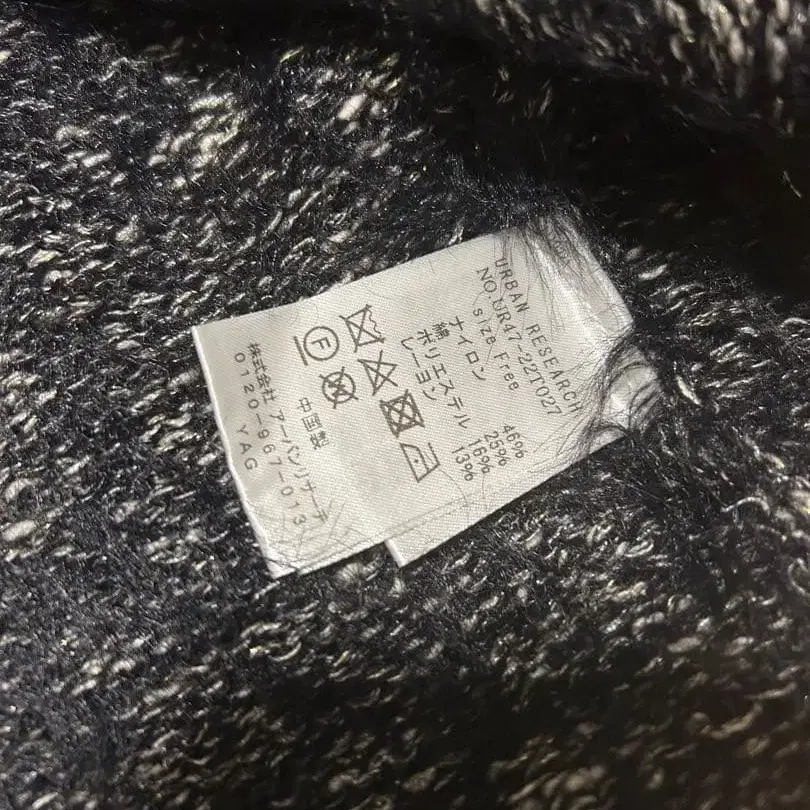 URBAN RESEARCH
NO.UR47-22T027
size Free
ナイロン 46%
綿 25%
ポリエステル 16%
レーヨン 13%
F
中国製
株式会社 アーバンリサーチ
0120-967-013
YAG